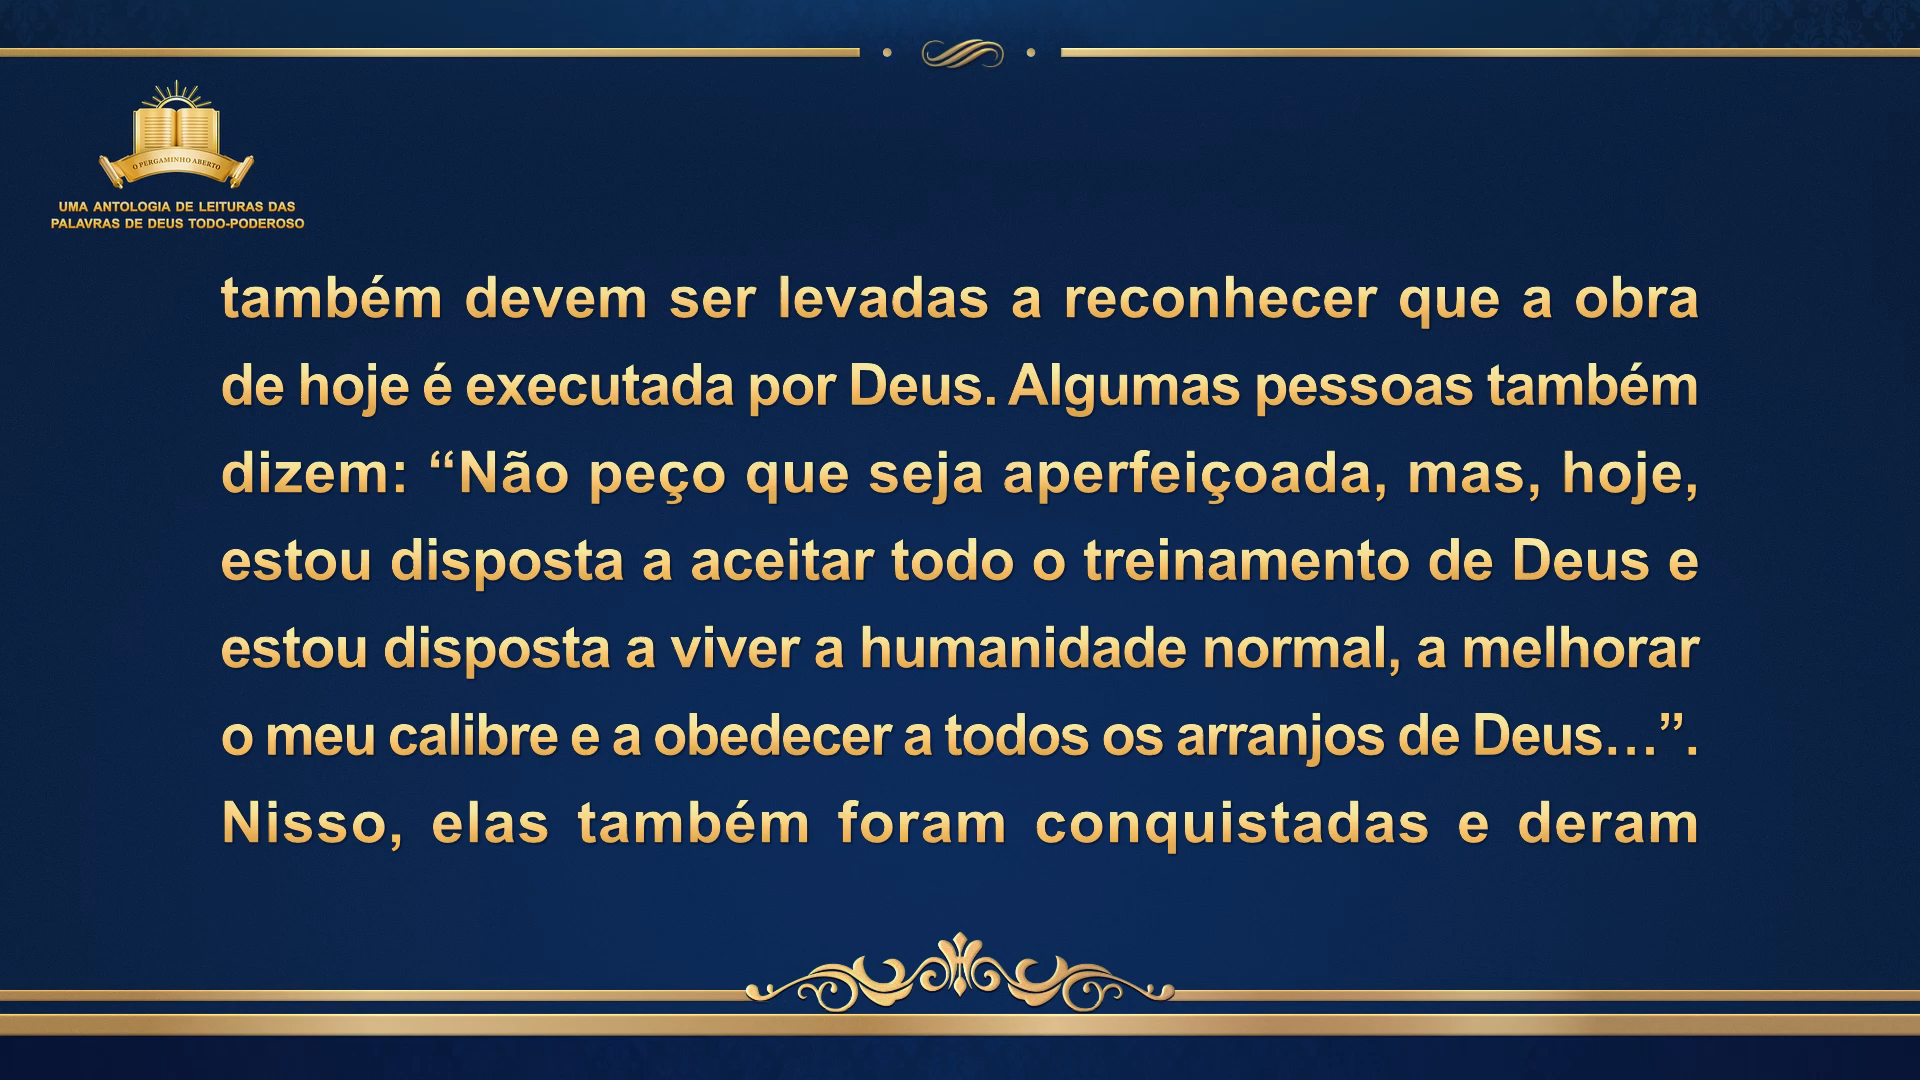 O PERGAMINHO ABERTO
UMA ANTOLOGIA DE LEITURAS DAS
PALAVRAS DE DEUS TODO-PODEROSO
também devem ser levadas a reconhecer que a obra
de hoje é executada por Deus. Algumas pessoas também
dizem: “Não peço que seja aperfeiçoada, mas, hoje,
estou disposta a aceitar todo o treinamento de Deus e
estou disposta a viver a humanidade normal, a melhorar
o meu calibre e a obedecer a todos os arranjos de Deus…”.
Nisso, elas também foram conquistadas e deram